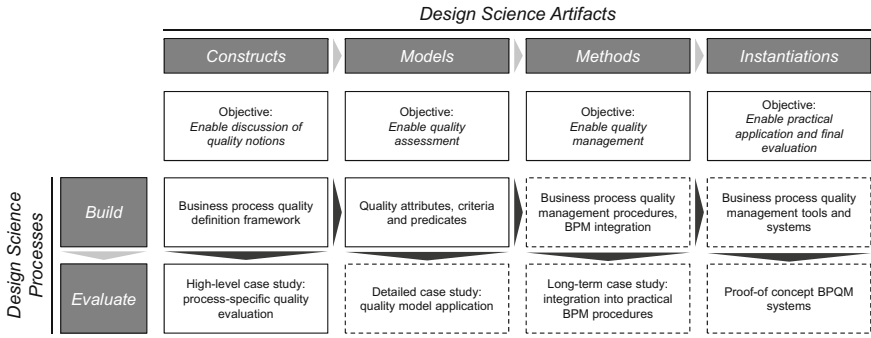 Design Science Artifacts
Constructs
Models
Methods
Instantiations
Objective:
Enable discussion of
quality notions
Objective:
Enable quality
assessment
Objective:
Enable quality
management
Objective:
Enable practical
application and final
evaluation
Design Science
Processes
Build
Business process quality
definition framework
Quality attributes, criteria
and predicates
Business process quality
management procedures,
BPM integration
Business process quality
management tools and
systems
Evaluate
High-level case study:
process-specific quality
evaluation
Detailed case study:
quality model application
Long-term case study:
integration into practical
BPM procedures
Proof-of concept BPQM
systems